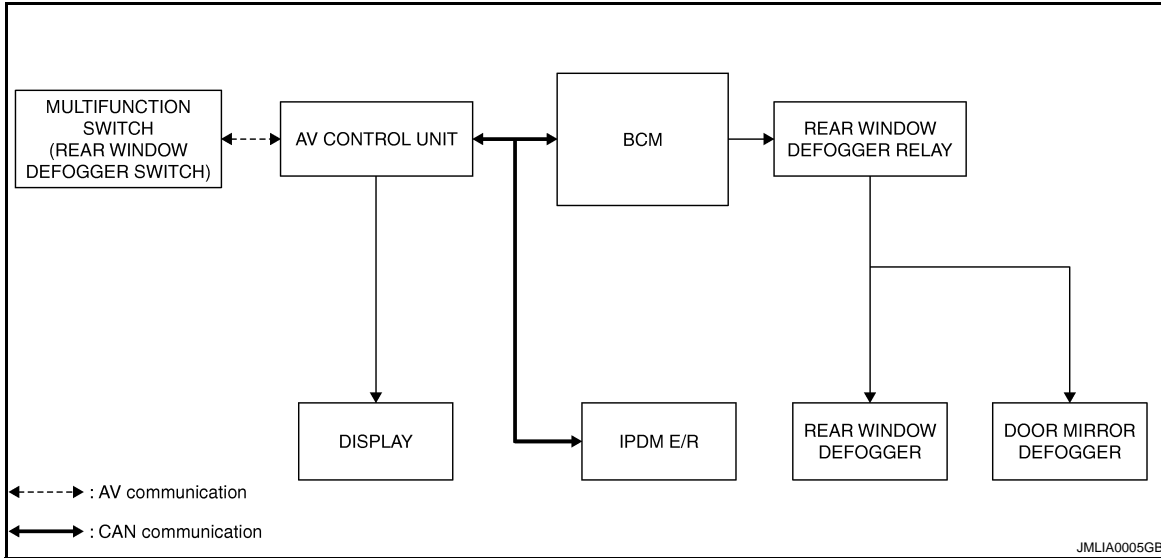 MULTIFUNCTION
SWITCH
(REAR WINDOW
DEFOGGER SWITCH)
AV CONTROL UNIT
BCM
REAR WINDOW
DEFOGGER RELAY
DISPLAY
IPDM E/R
REAR WINDOW
DEFOGGER
DOOR MIRROR
DEFOGGER
: AV communication
: CAN communication
JMLIA0005GB